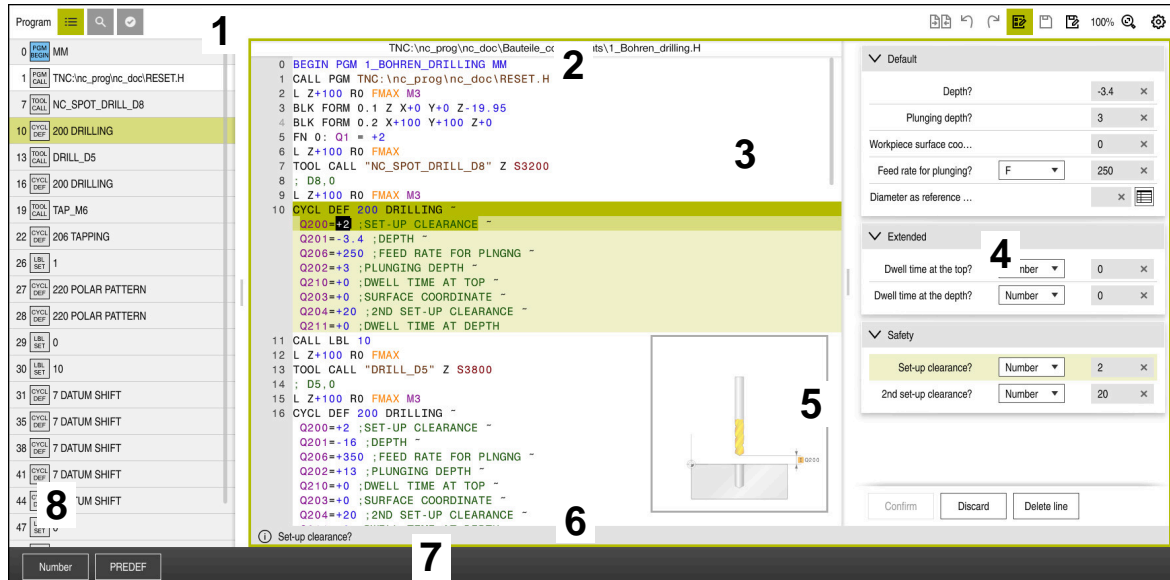 Program
1
100%
0 PGM BEGIN MM
1 PGM CALL TNC:\nc_prog\nc_doc\RESET.H
7 TOOL CALL NC_SPOT_DRILL_D8
10 CYCL DEF 200 DRILLING
13 TOOL CALL DRILL_D5
16 CYCL DEF 200 DRILLING
19 TOOL CALL TAP_M6
22 CYCL DEF 206 TAPPING
26 LBL SET 1
27 CYCL DEF 220 POLAR PATTERN
28 CYCL DEF 220 POLAR PATTERN
29 LBL SET 0
30 LBL SET 10
31 CYCL DEF 7 DATUM SHIFT
35 CYCL DEF 7 DATUM SHIFT
38 CYCL DEF 7 DATUM SHIFT
41 CYCL DEF 7 DATUM SHIFT
44 DATUM SHIFT
8
47 SET
TNC:\nc_prog\nc_doc\Bauteile_co ts\1_Bohren_drilling.H
2
0 BEGIN PGM 1_BOHREN_DRILLING MM
1 CALL PGM TNC:\nc_prog\nc_doc\RESET.H
2 L Z+100 R0 FMAX M3
3 BLK FORM 0.1 Z X+0 Y+0 Z-19.95
4 BLK FORM 0.2 X+100 Y+100 Z+0
5 FN 0: Q1 = +2
6 L Z+100 R0 FMAX
7 TOOL CALL "NC_SPOT_DRILL_D8" Z S3200
8 ; D8,0
9 L Z+100 R0 FMAX M3
10 CYCL DEF 200 DRILLING ~
Q200=+2 ;SET-UP CLEARANCE ~
Q201=-3.4 ;DEPTH ~
Q206=+250 ;FEED RATE FOR PLNGNG ~
Q202=+3 ;PLUNGING DEPTH ~
Q210=+0 ;DWELL TIME AT TOP ~
Q203=+0 ;SURFACE COORDINATE ~
Q204=+20 ;2ND SET-UP CLEARANCE ~
Q211=+0 ;DWELL TIME AT DEPTH
11 CALL LBL 10
12 L Z+100 R0 FMAX
13 TOOL CALL "DRILL_D5" Z S3800
14 ; D5,0
15 L Z+100 R0 FMAX M3
16 CYCL DEF 200 DRILLING ~
Q200=+2 ;SET-UP CLEARANCE ~
Q201=-16 ;DEPTH ~
Q206=+350 ;FEED RATE FOR PLNGNG ~
Q202=+13 ;PLUNGING DEPTH ~
Q210=+0 ;DWELL TIME AT TOP ~
Q203=+0 ;SURFACE COORDINATE ~
Q204=+20 ;2ND SET-UP CLEARANCE ~
3
5
Q200
6
Set-up clearance?
Default
Depth? -3.4
Plunging depth? 3
Workpiece surface coo... 0
Feed rate for plunging? F 250
Diameter as reference ...
Extended
4
Dwell time at the top? mber 0
Dwell time at the depth? Number 0
Safety
Set-up clearance? Number 2
2nd set-up clearance? Number 20
Confirm Discard Delete line
Number PREDEF
7